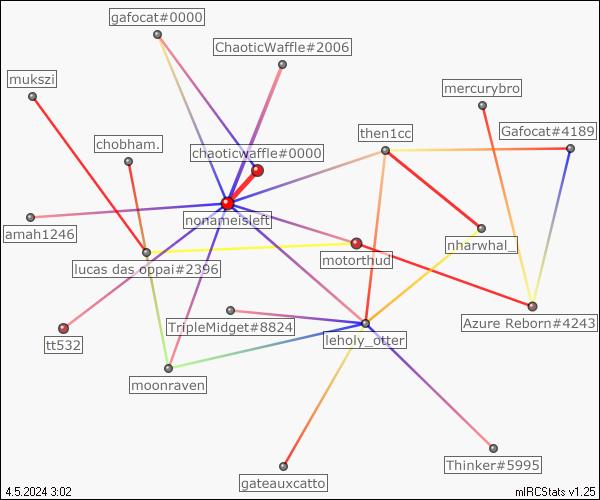 gafocat#0000
ChaoticWaffle#2006
mukszi
mercurybro
chobham.
then1cc
Gafocat#4189
chaoticwaffle#0000
nonameisleft
amah1246
nharwhal_
motorthud
lucas das oppai#2396
TripleMidget#8824
Azure Reborn#4243
leholy_otter
tt532
moonraven
Thinker#5995
gateauxcatto
4.5.2024 3:02
mIRCStats v1.25